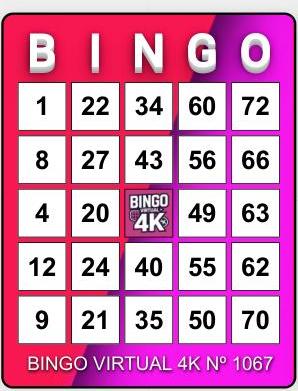 B I N G O
1 22 34 60 72
8 27 43 56 66
4 20 BINGO VIRTUAL 4K 49 63
12 24 40 55 62
9 21 35 50 70
BINGO VIRTUAL 4K Nº 1067